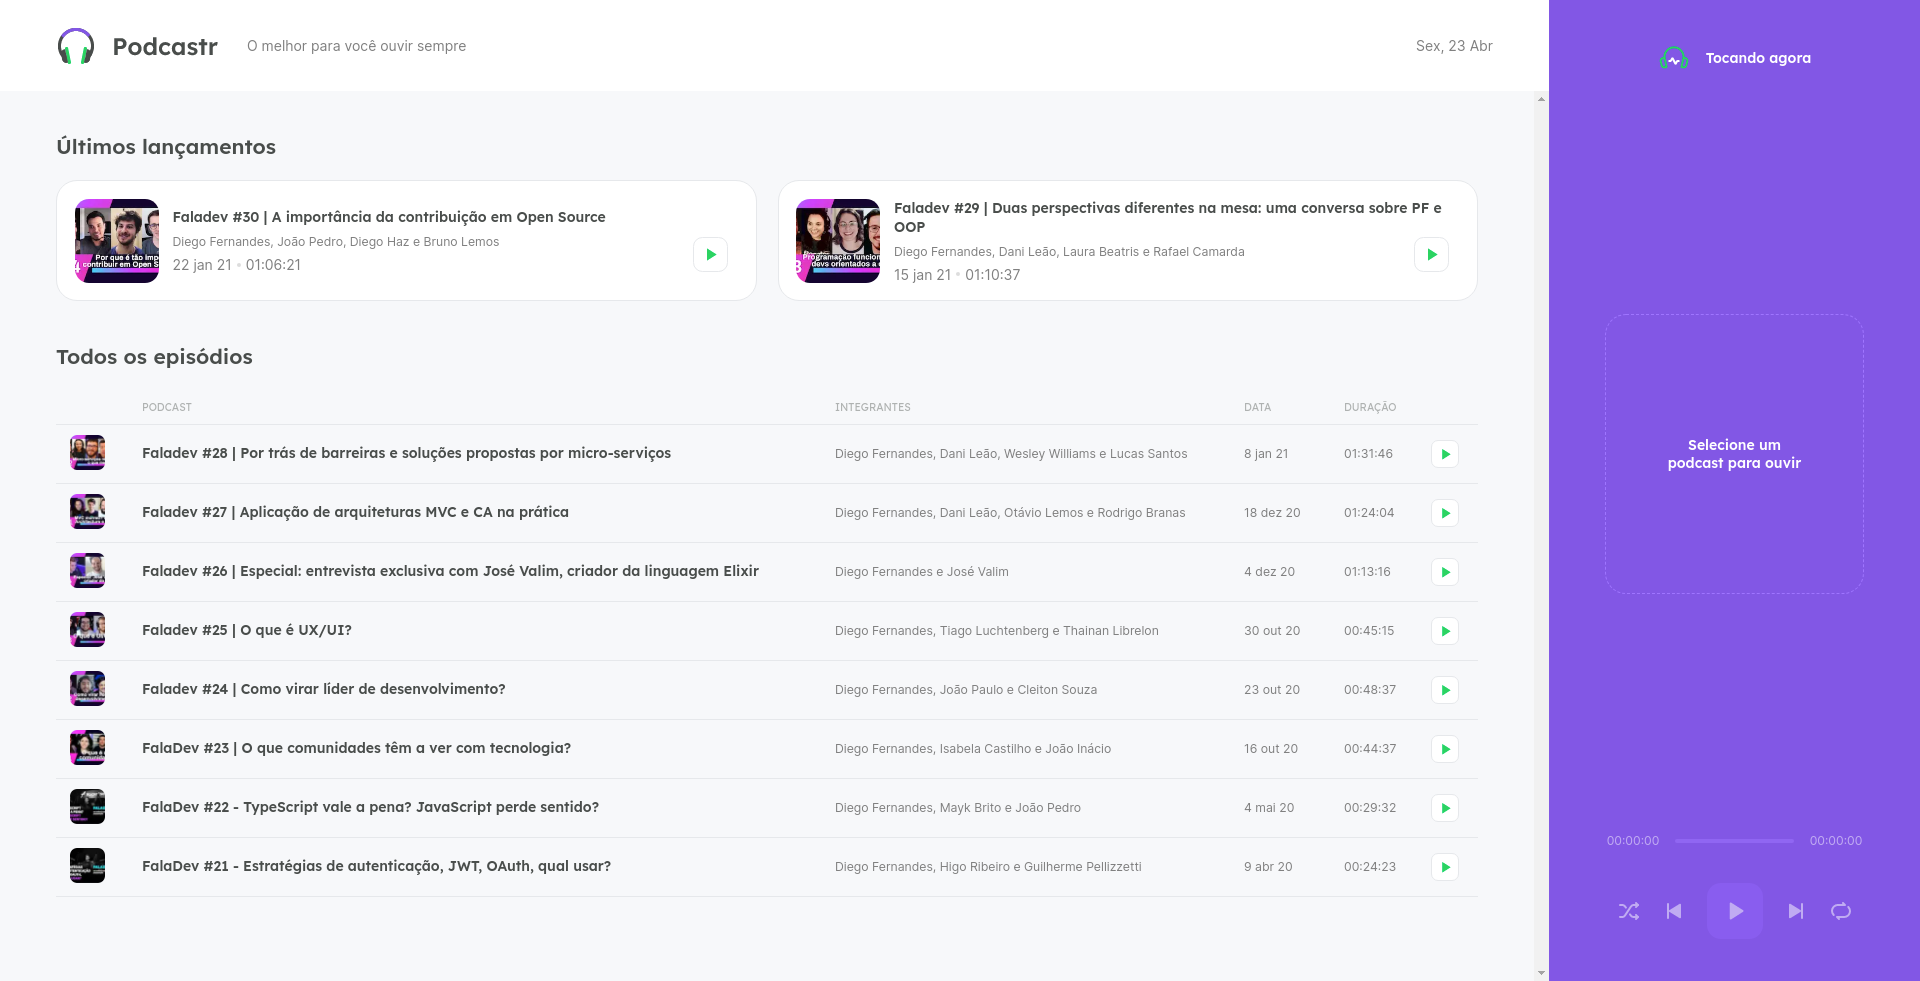 Podcastr
O melhor para você ouvir sempre
Sex, 23 Abr
Tocando agora
Últimos lançamentos
Faladev #30 | A importância da contribuição em Open Source
Diego Fernandes, João Pedro, Diego Haz e Bruno Lemos
22 jan 21 • 01:06:21
Faladev #29 | Duas perspectivas diferentes na mesa: uma conversa sobre PF e
OOP
Diego Fernandes, Dani Leão, Laura Beatris e Rafael Camarda
15 jan 21 • 01:10:37
Todos os episódios
PODCAST INTEGRANTES DATA DURAÇÃO
Faladev #28 | Por trás de barreiras e soluções propostas por micro-serviços Diego Fernandes, Dani Leão, Wesley Williams e Lucas Santos 8 jan 21 01:31:46
Faladev #27 | Aplicação de arquiteturas MVC e CA na prática Diego Fernandes, Dani Leão, Otávio Lemos e Rodrigo Branas 18 dez 20 01:24:04
Faladev #26 | Especial: entrevista exclusiva com José Valim, criador da linguagem Elixir Diego Fernandes e José Valim 4 dez 20 01:13:16
Faladev #25 | O que é UX/UI? Diego Fernandes, Tiago Luchtenberg e Thainan Librelon 30 out 20 00:45:15
Faladev #24 | Como virar líder de desenvolvimento? Diego Fernandes, João Paulo e Cleiton Souza 23 out 20 00:48:37
FalaDev #23 | O que comunidades têm a ver com tecnologia? Diego Fernandes, Isabela Castilho e João Inácio 16 out 20 00:44:37
FalaDev #22 - TypeScript vale a pena? JavaScript perde sentido? Diego Fernandes, Mayk Brito e João Pedro 4 mai 20 00:29:32
FalaDev #21 - Estratégias de autenticação, JWT, OAuth, qual usar? Diego Fernandes, Higo Ribeiro e Guilherme Pellizzetti 9 abr 20 00:24:23
Selecione um
podcast para ouvir
00:00:00 00:00:00